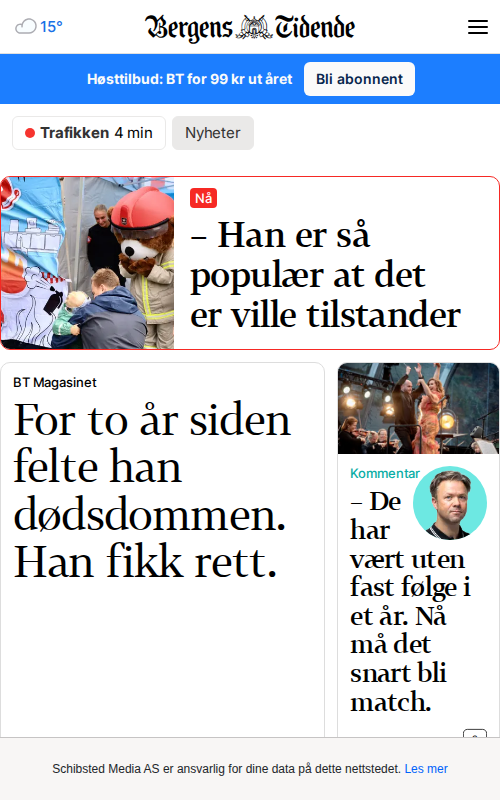 15°
Bergens Tidende
Høsttilbud: BT for 99 kr ut året
Bli abonnent
Trafikken 4 min
Nyheter
Nå
– Han er så
populær at det
er ville tilstander
BT Magasinet
For to år siden
felte han
dødsdommen.
Han fikk rett.
Kommentar
– De
har
vært uten
fast følge i
et år. Nå
må det
snart bli
match.
Schibsted Media AS er ansvarlig for dine data på dette nettstedet. Les mer